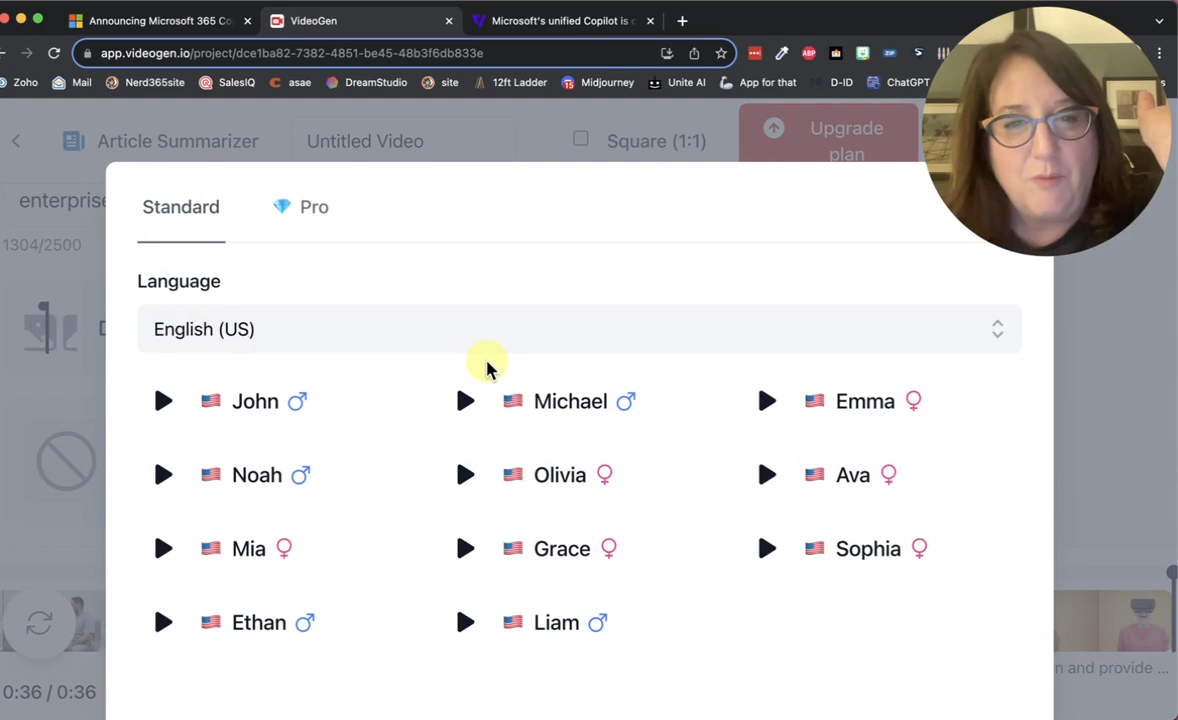 Announcing Microsoft 365 Co
VideoGen
Microsoft's unified Copilot is
app.videogen.io/project/dce1ba82-7382-4851-be45-48b3f6db833e
ABP
ZIP
Zoho
Mail
Nerd365site
SalesIQ
asae
DreamStudio
site
12ft Ladder
15
Midjourney
Unite AI
App for that
D-ID
ChatGPT
Article Summarizer
Untitled Video
Square (1:1)
Upgrade
plan
enterprise
1304/2500
Standard
Pro
Language
English (US)
John
Michael
Emma
Noah
Olivia
Ava
Mia
Grace
Sophia
Ethan
Liam
n and provide ...
0:36 / 0:36